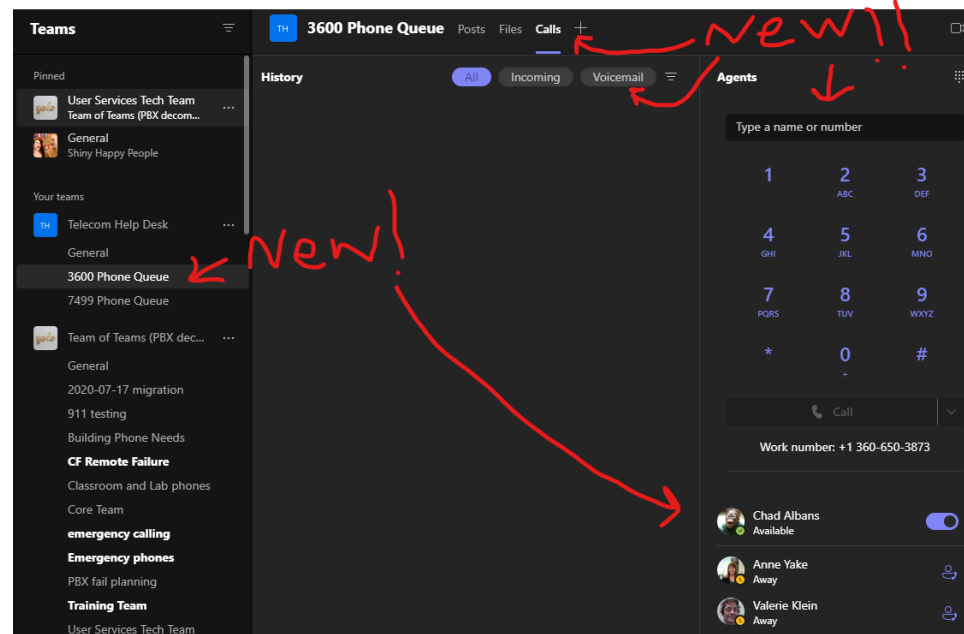 Teams
TH
3600 Phone Queue
Posts
Files
Calls
New!!
Pinned
User Services Tech Team
Team of Teams (PBX decom...
General
Shiny Happy People
Your teams
TH
Telecom Help Desk
General
3600 Phone Queue
7499 Phone Queue
New!
yolo
Team of Teams (PBX dec...
General
2020-07-17 migration
911 testing
Building Phone Needs
CF Remote Failure
Classroom and Lab phones
Core Team
emergency calling
Emergency phones
PBX fail planning
Training Team
User Services Tech Team
History
All
Incoming
Voicemail
Agents
Type a name or number
1
2
3
ABC
DEF
4
5
6
GHI
JKL
MNO
7
8
9
PQRS
TUV
WXYZ
*
0
#
+
Call
Work number: +1 360-650-3873
Chad Albans
Available
Anne Yake
Away
Valerie Klein
Away